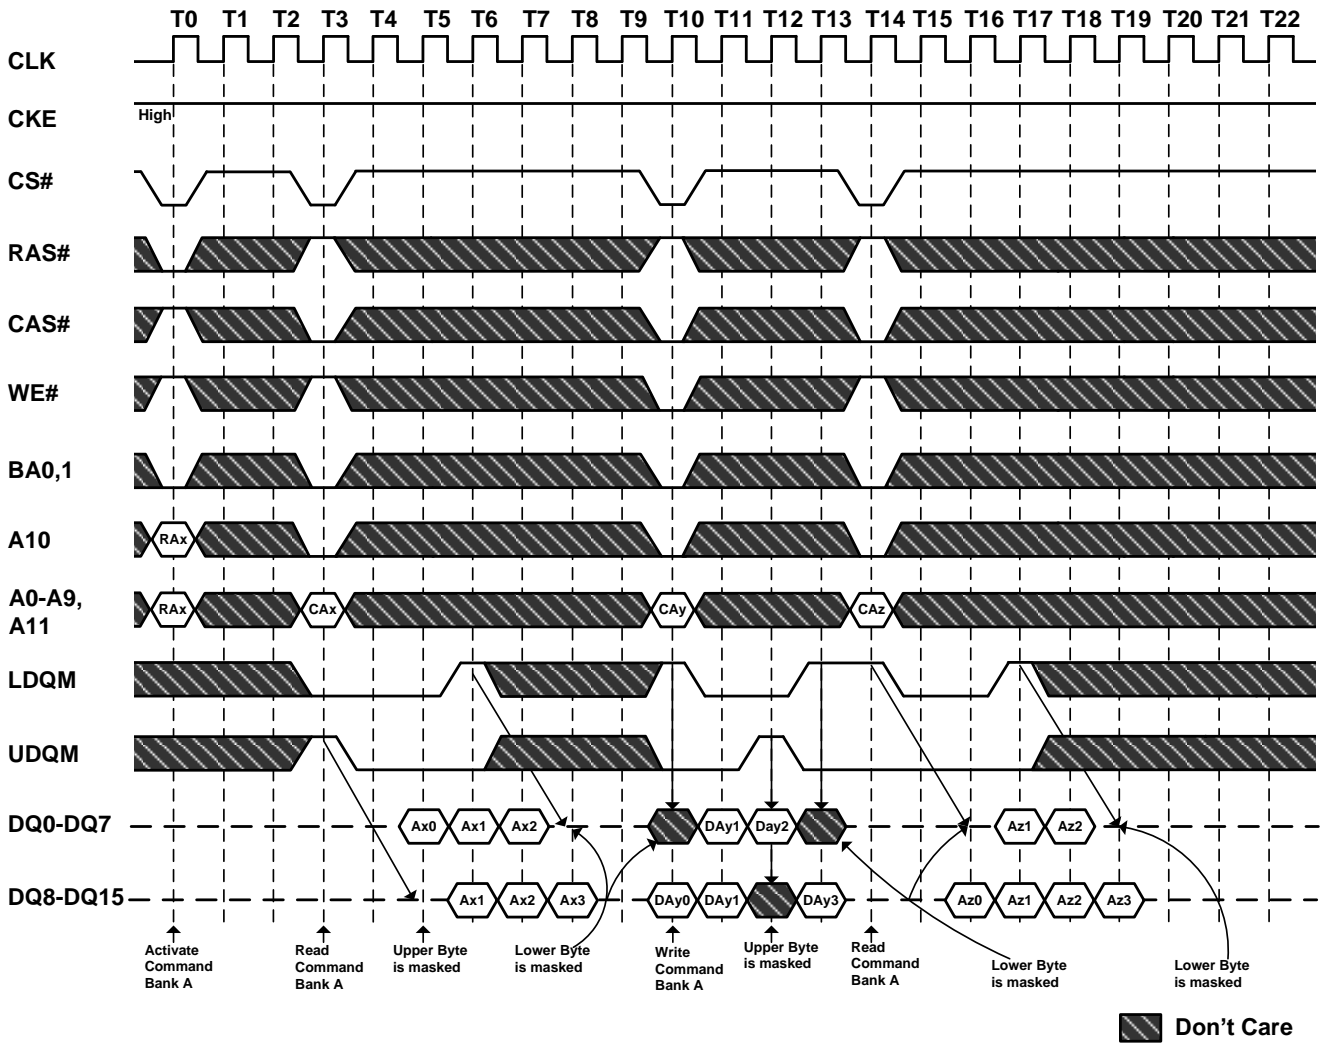 T0 T1 T2 T3 T4 T5 T6 T7 T8 T9 T10 T11 T12 T13 T14 T15 T16 T17 T18 T19 T20 T21 T22
CLK
CKE
High
CS#
RAS#
CAS#
WE#
BA0,1
A10
RAx
A0-A9,
A11
RAx CAx CAy CAz
LDQM
UDQM
DQ0-DQ7
Ax0 Ax1 Ax2 DAy1 Day2 Az1 Az2
DQ8-DQ15
Ax1 Ax2 Ax3 DAy0 DAy1 DAy3 Az0 Az1 Az2 Az3
Activate
Command
Bank A
Read
Command
Bank A
Upper Byte
is masked
Lower Byte
is masked
Write
Command
Bank A
Upper Byte
is masked
Read
Command
Bank A
Lower Byte
is masked
Lower Byte
is masked
Don't Care